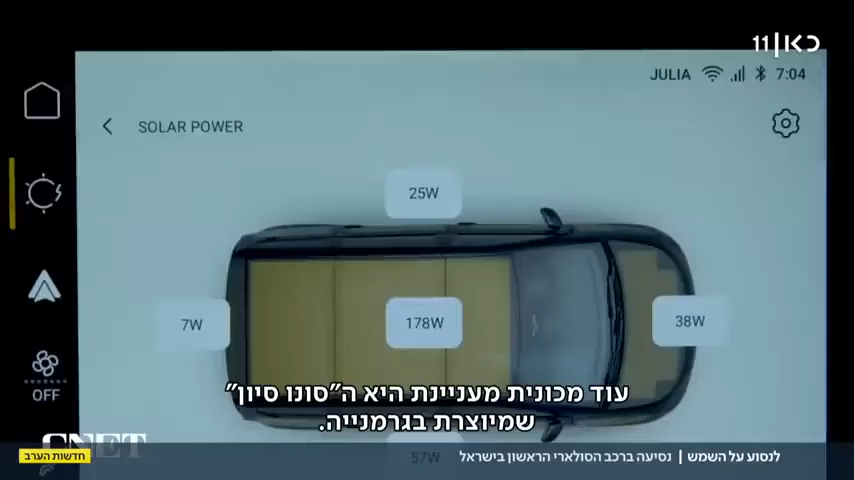 כאן 11
JULIA 7:04
SOLAR POWER
25W
7W
178W
38W
OFF
עוד מכונית מעניינת היא ה"סונו סיון"
שמיוצרת בגרמנייה.
CNET
57W
לנסוע על השמש | נסיעה ברכב הסולארי הראשון בישראל
חדשות הערב